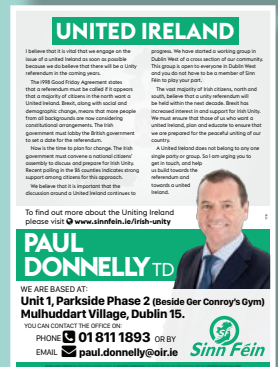 UNITED IRELAND
I believe that it is vital that we engage on
the issue of a united Ireland as soon as possible
because we do believe that there will be a Unity
referendum in the coming years.
The 1998 Good Friday Agreement states
that a referendum must be called if it appears
that a majority of citizens in the north want a
United Ireland. Brexit, along with social and
demographic change, means that more people
from all backgrounds are now considering
constitutional arrangements. The Irish
government must lobby the British government
to set a date for the referendum.
Now is the time to plan for change. The Irish
government must convene a national citizens'
assembly to discuss and prepare for Irish Unity.
Recent polling in the 26 counties indicates strong
support among citizens for this approach.
We believe that it is important that the
discussion around a United Ireland continues to
progress. We have started a working group in
Dublin West of a cross section of our community.
This group is open to everyone in Dublin West
and you do not have to be a member of Sinn
Féin to play your part.
The vast majority of Irish citizens, north and
south, believe that a unity referendum will
be held within the next decade. Brexit has
increased interest in and support for Irish Unity.
We must ensure that those of us who want a
united Ireland, plan and educate to ensure that
we are prepared for the peaceful uniting of our
country.
A United Ireland does not belong to any one
single party or group. So I am urging you to
get in touch, and help
us build towards the
referendum and
towards a united
Ireland.
To find out more about the Uniting Ireland
please visit www.sinnfein.ie/irish-unity
PAUL
DONNELLY TD
WE ARE BASED AT:
Unit 1, Parkside Phase 2 (Beside Ger Conroy's Gym)
Mulhuddart Village, Dublin 15.
YOU CAN CONTACT THE OFFICE ON:
PHONE 01 811 1893 OR BY
EMAIL paul.donnelly@oir.ie
SF
Sinn Féin